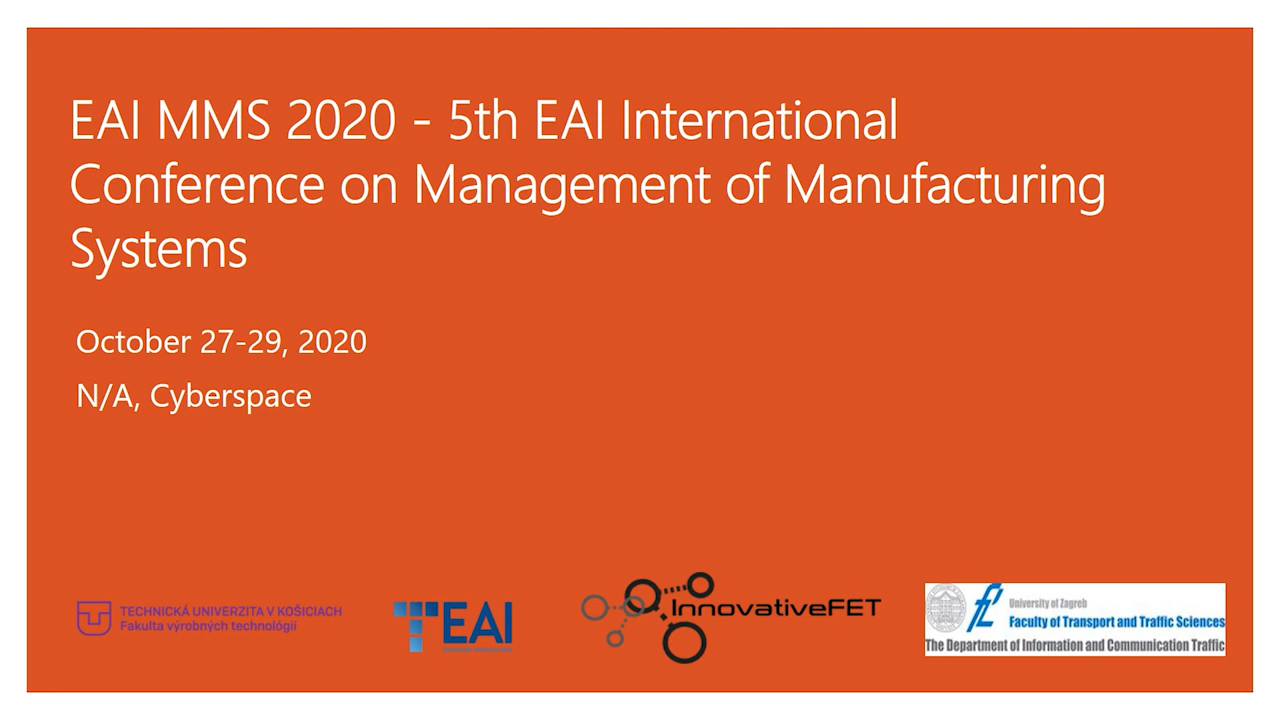 EAI MMS 2020 - 5th EAI International
Conference on Management of Manufacturing
Systems
October 27-29, 2020
N/A, Cyberspace
TECHNICKÁ UNIVERZITA V KOŠICIACH
Fakulta výrobných technológií
EAI
InnovativeFET
University of Zagreb
Faculty of Transport and Traffic Sciences
The Department of Information and Communication Traffic